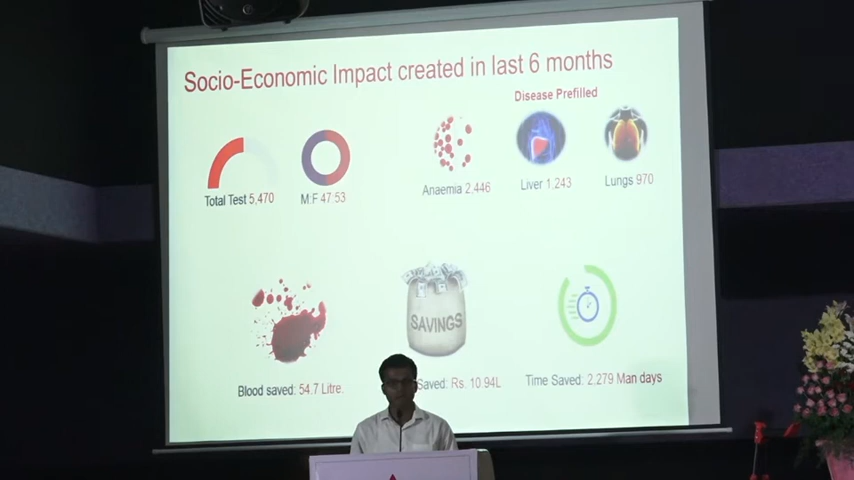 Socio-Economic Impact created in last 6 months
Disease Prefilled
Total Test 5,470
M:F 47:53
Anaemia 2,446
Liver 1,243
Lungs 970
SAVINGS
Blood saved: 54.7 Litre.
Saved: Rs. 10.94L
Time Saved: 2.279 Man days